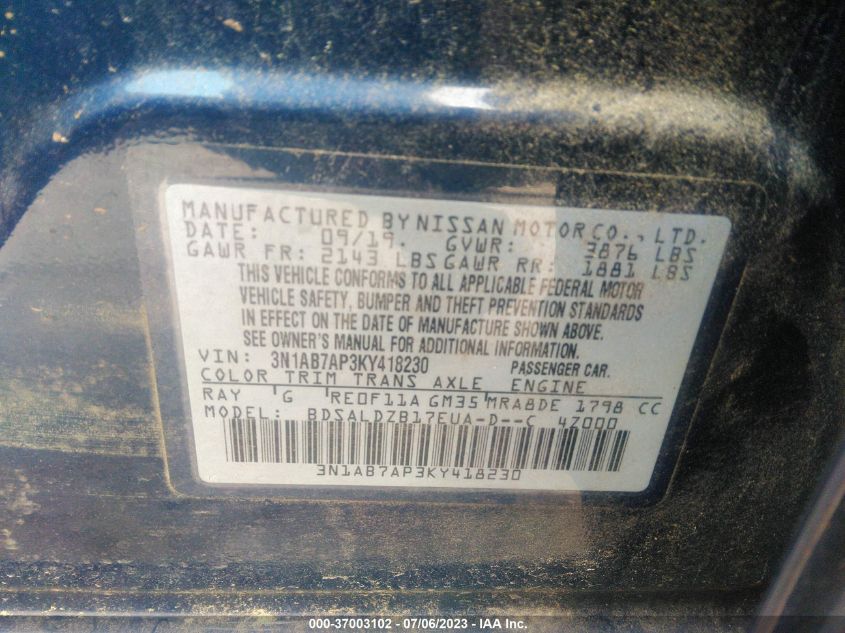 MANUFACTURED BY NISSAN MOTOR CO., LTD.
DATE: 09/19. GVWR: 3876 LBS
GAWR FR: 2143 LBS GAWR RR: 1881 LBS
THIS VEHICLE CONFORMS TO ALL APPLICABLE FEDERAL MOTOR
VEHICLE SAFETY, BUMPER AND THEFT PREVENTION STANDARDS
IN EFFECT ON THE DATE OF MANUFACTURE SHOWN ABOVE.
SEE OWNER'S MANUAL FOR ADDITIONAL INFORMATION.
VIN: 3N1AB7AP3KY418230 PASSENGER CAR.
COLOR TRIM TRANS AXLE ENGINE
RAY G RE0F11A GM35 MRA8DE 1798 CC
MODEL: BDSALDZB17EUA-D--C 4Z000
3N1AB7AP3KY418230
000-37003102 - 07/06/2023 - IAA Inc.